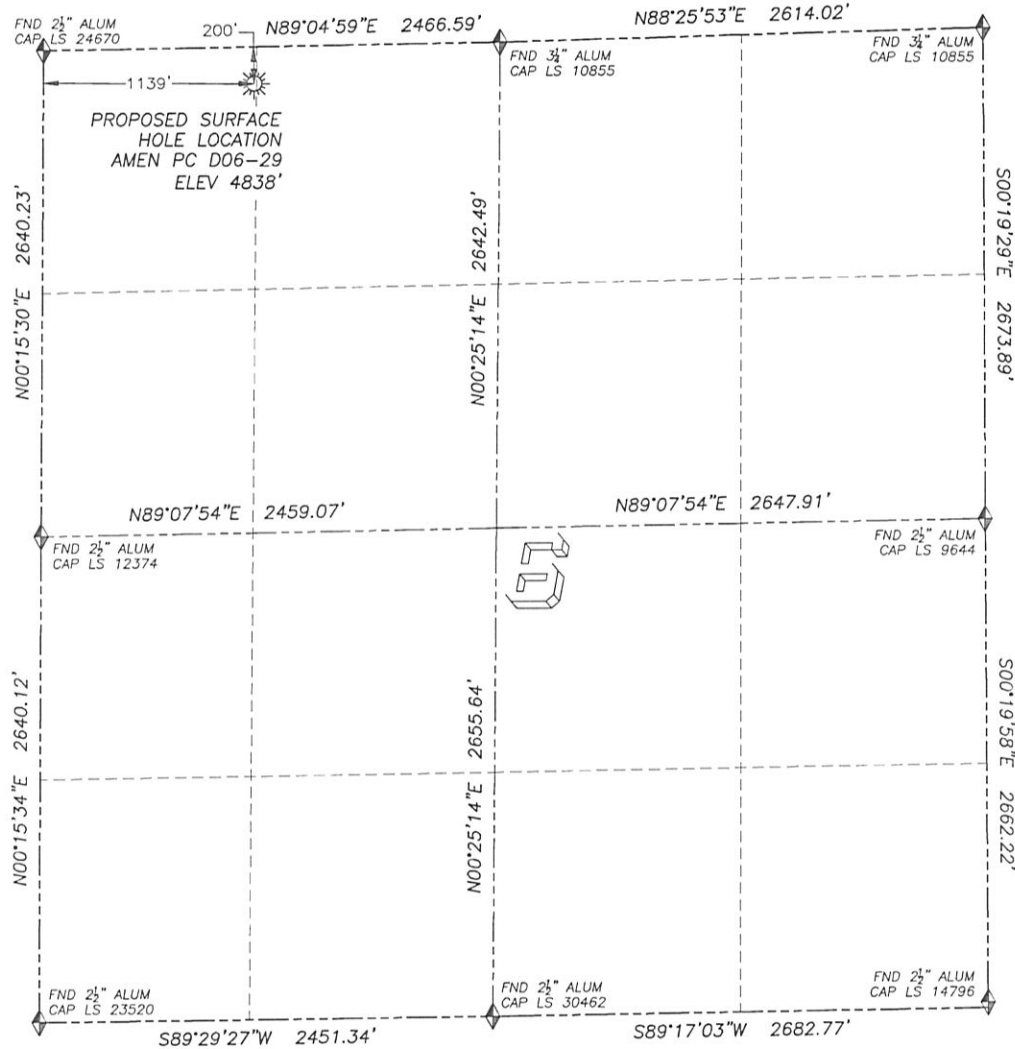 FND 2½" ALUM
CAP LS 24670
200'
N89°04'59"E 2466.59'
N88°25'53"E 2614.02'
FND 3¼" ALUM
CAP LS 10855
FND 3¼" ALUM
CAP LS 10855
1139'
PROPOSED SURFACE
HOLE LOCATION
AMEN PC D06-29
ELEV 4838'
N00°15'30"E 2640.23'
N00°25'14"E 2642.49'
S00°19'29"E 2673.89'
N89°07'54"E 2459.07'
N89°07'54"E 2647.91'
FND 2½" ALUM
CAP LS 12374
FND 2½" ALUM
CAP LS 9644
N00°15'34"E 2640.12'
N00°25'14"E 2655.64'
S00°19'58"E 2662.22'
FND 2½" ALUM
CAP LS 23520
FND 2½" ALUM
CAP LS 30462
FND 2½" ALUM
CAP LS 14796
S89°29'27"W 2451.34'
S89°17'03"W 2682.77'